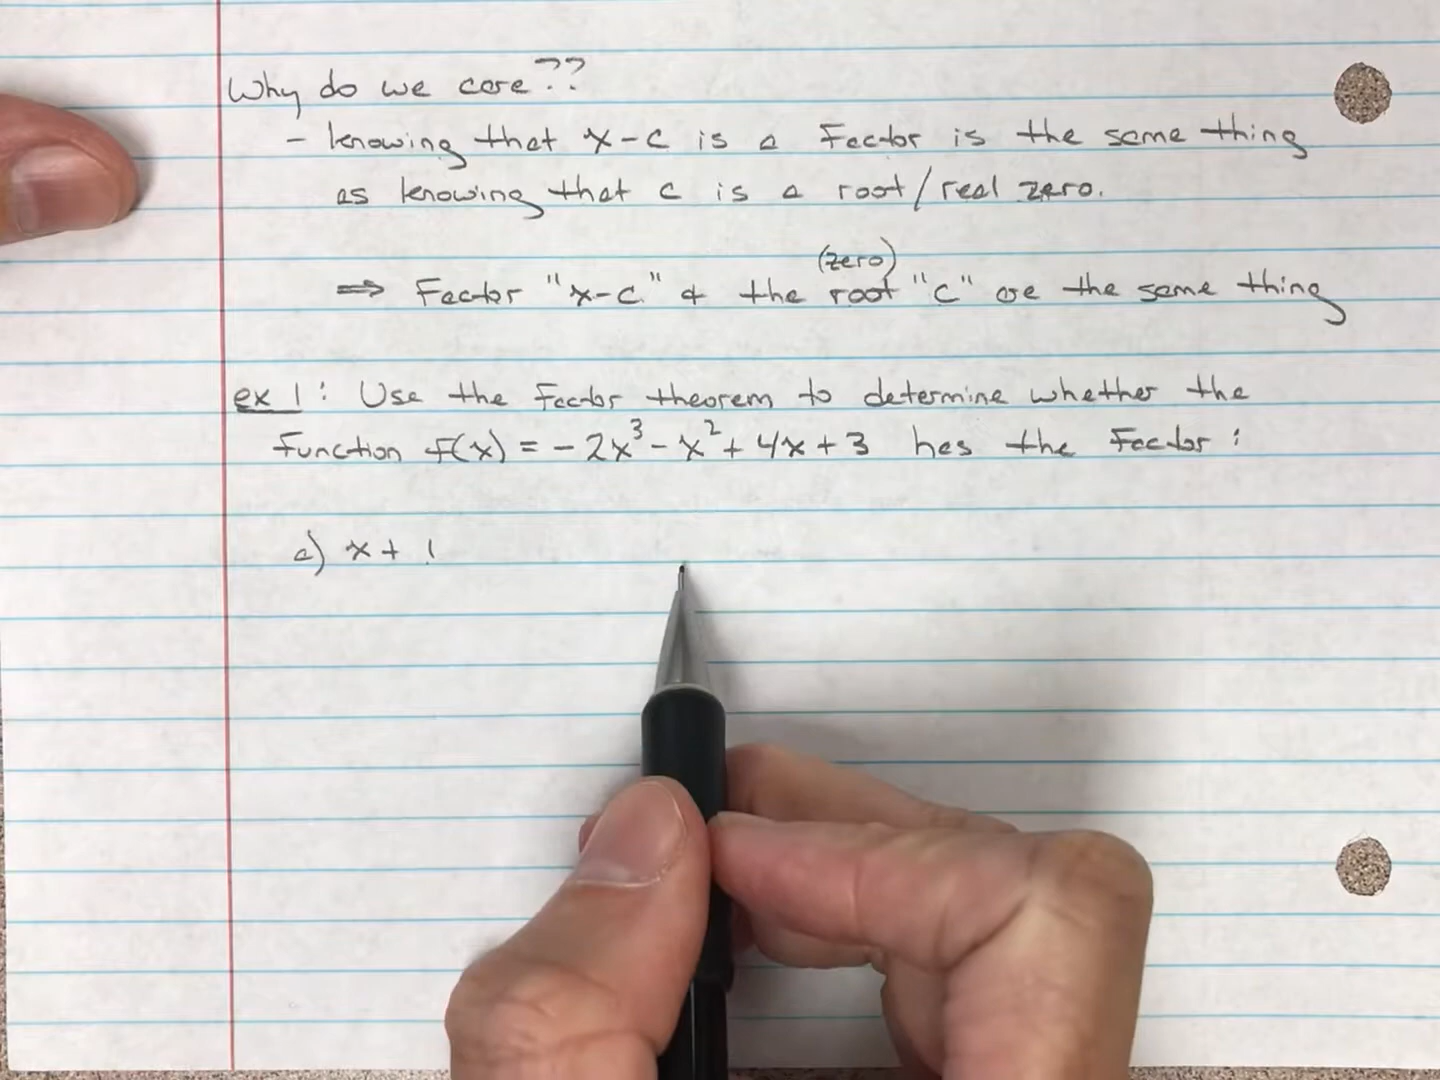 Why do we care??
- knowing that x-c is a Factor is the same thing
as knowing that c is a root/real zero.
(zero)
⇒ Factor "x-c" & the root "c" are the same thing
ex 1: Use the Factor theorem to determine whether the
function f(x) = -2x³ - x² + 4x + 3 has the Factor:
a) x + 1